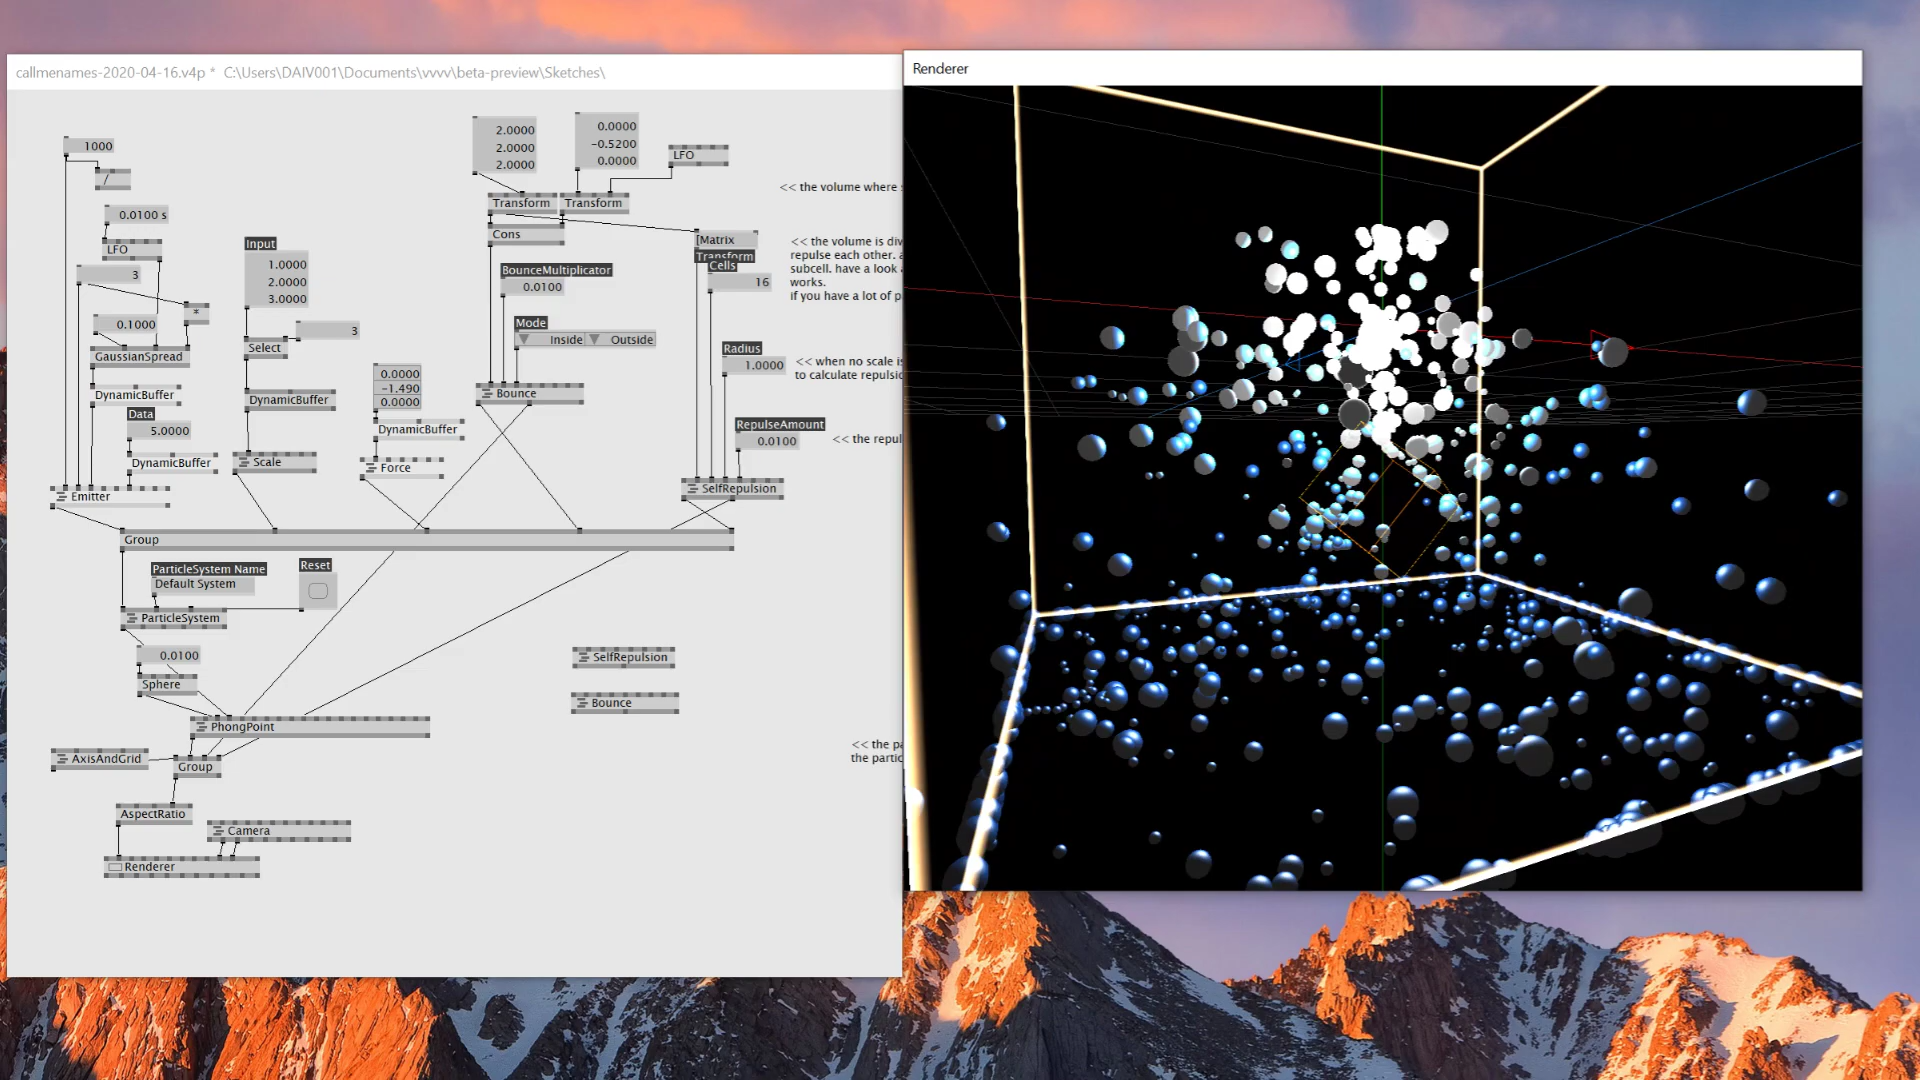 callmenames-2020-04-16.v4p * C:\Users\DAIV001\Documents\vvvv\beta-preview\Sketches\
Renderer
1000
/
0.0100 s
LFO
3
*
0.1000
GaussianSpread
DynamicBuffer
Data
5.0000
DynamicBuffer
Emitter
Input
1.0000
2.0000
3.0000
3
Select
DynamicBuffer
Scale
0.0000
-1.490
0.0000
DynamicBuffer
Force
2.0000
2.0000
2.0000
0.0000
-0.5200
0.0000
LFO
Transform
Transform
Cons
BounceMultiplicator
0.0100
Mode
Inside
Outside
Bounce
[Matrix
Transform
Cells
16
Radius
1.0000
RepulseAmount
0.0100
SelfRepulsion
<< the volume where
<< the volume is div
repulse each other.
subcell. have a look
works.
if you have a lot of p
<< when no scale is
to calculate repulsio
<< the repul
Group
ParticleSystem Name
Default System
Reset
ParticleSystem
0.0100
Sphere
PhongPoint
AxisAndGrid
Group
AspectRatio
Camera
Renderer
SelfRepulsion
Bounce
<< the pa
the partic